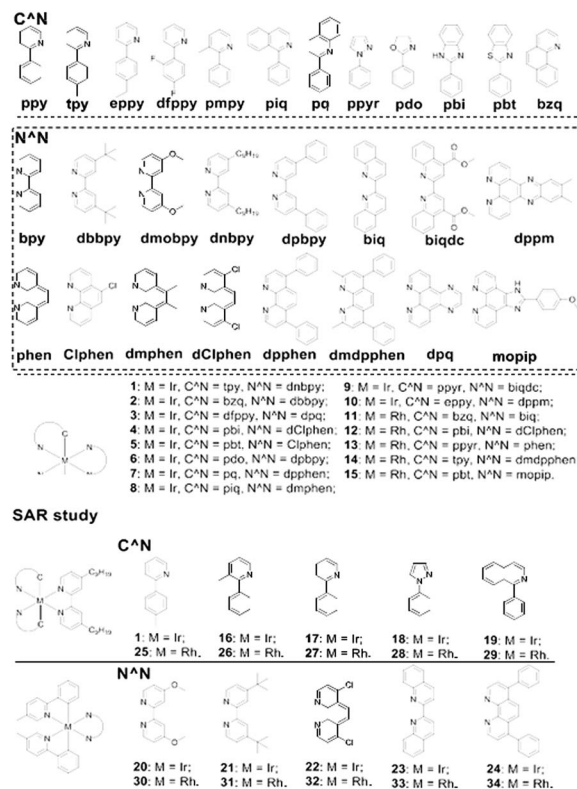 C^N
ppy tpy eppy dfppy pmpy piq pq ppyr pdo pbi pbt bzq
N^N
bpy dbbpy dmobpy dnbpy dpbpy biq biqdc dppm
phen Clphen dmphen dClphen dpphen dmdpphen dpq mopip
1: M = Ir, C^N = tpy, N^N = dnbpy;
2: M = Ir, C^N = bzq, N^N = dbbpy;
3: M = Ir, C^N = dfppy, N^N = dpq;
4: M = Ir, C^N = pbi, N^N = dClphen;
5: M = Ir, C^N = pbt, N^N = Clphen;
6: M = Ir, C^N = pdo, N^N = dpbpy;
7: M = Ir, C^N = pq, N^N = dpphen;
8: M = Ir, C^N = piq, N^N = dmphen;
9: M = Ir, C^N = ppyr, N^N = biqdc;
10: M = Ir, C^N = eppy, N^N = dppm;
11: M = Rh, C^N = bzq, N^N = biq;
12: M = Rh, C^N = pbi, N^N = dClphen;
13: M = Rh, C^N = ppyr, N^N = phen;
14: M = Rh, C^N = tpy, N^N = dmdpphen;
15: M = Rh, C^N = pbt, N^N = mopip.
SAR study
C^N
C9H19
C9H19
1: M = Ir; 16: M = Ir; 17: M = Ir; 18: M = Ir; 19: M = Ir;
25: M = Rh. 26: M = Rh. 27: M = Rh. 28: M = Rh. 29: M = Rh.
N^N
20: M = Ir; 21: M = Ir; 22: M = Ir; 23: M = Ir; 24: M = Ir;
30: M = Rh. 31: M = Rh. 32: M = Rh. 33: M = Rh. 34: M = Rh.